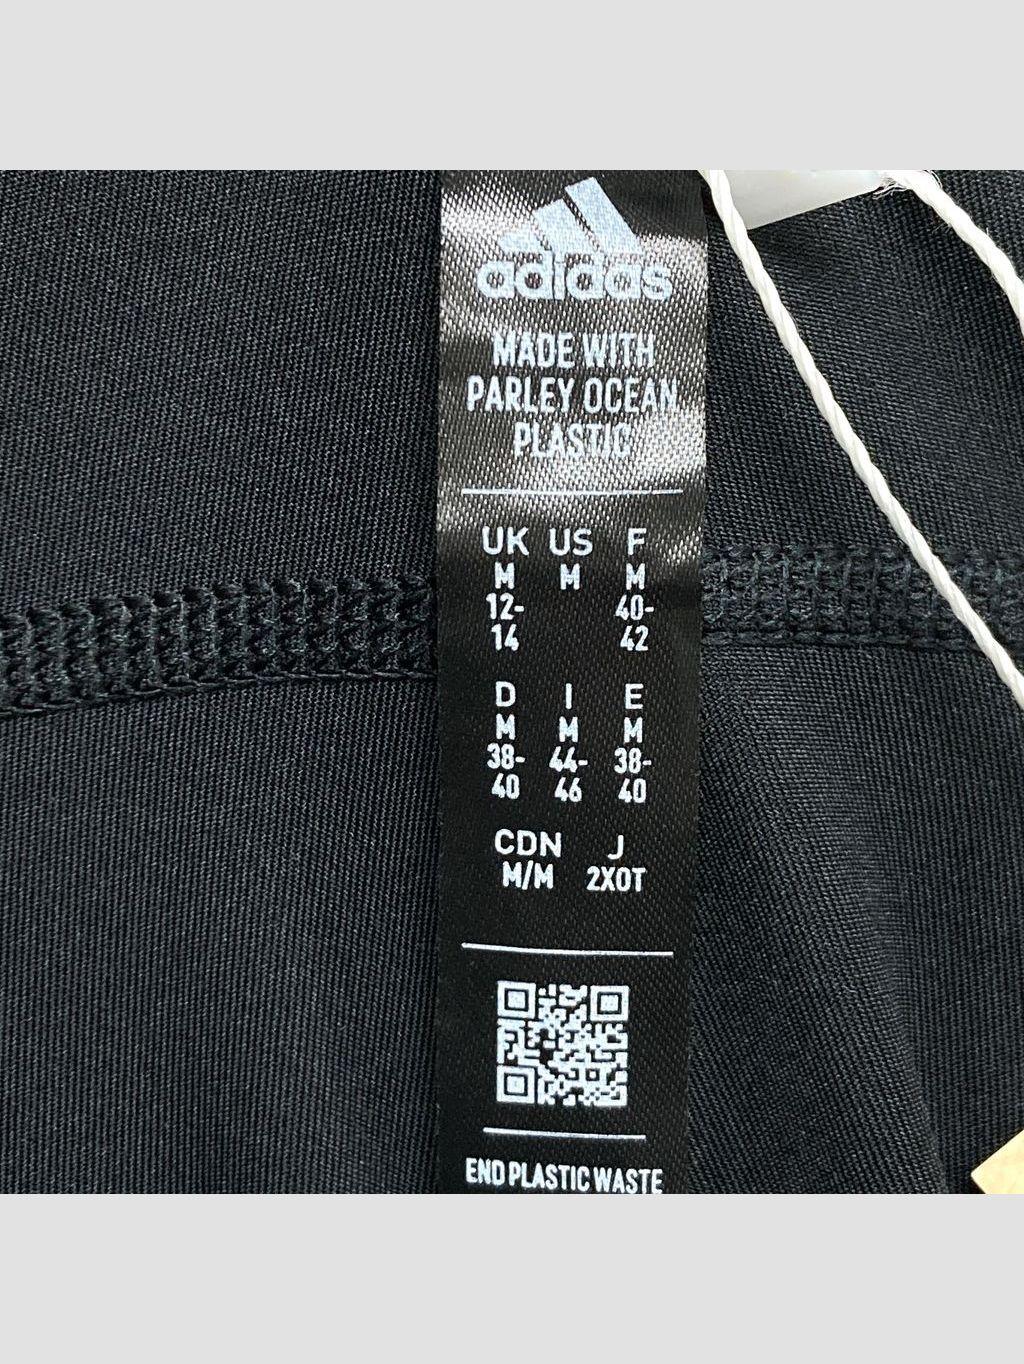 adidas
MADE WITH
PARLEY OCEAN
PLASTIC
UK US F
M M M
12- 40-
14 42
D I E
M M M
38- 44- 38-
40 46 40
CDN J
M/M 2XOT
END PLASTIC WASTE